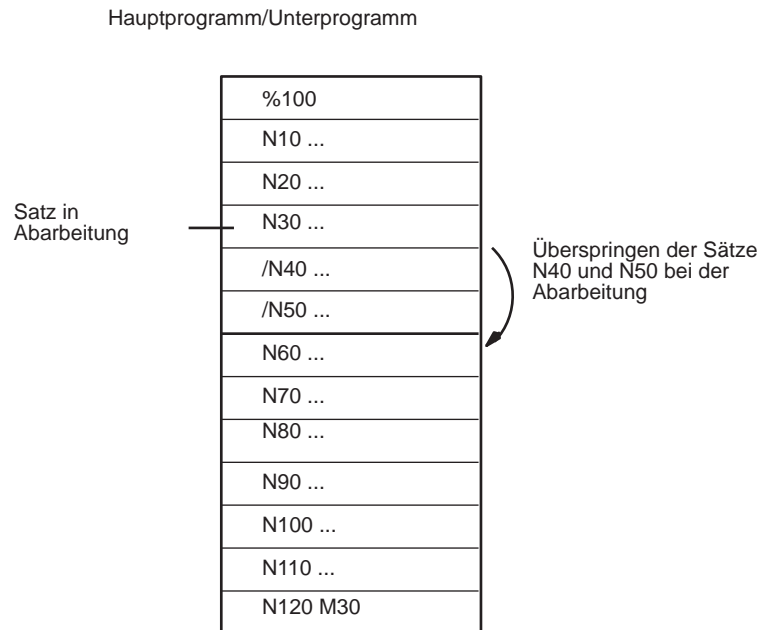 Hauptprogramm/Unterprogramm
%100
N10 ...
N20 ...
Satz in
Abarbeitung
N30 ...
/N40 ...
/N50 ...
Überspringen der Sätze
N40 und N50 bei der
Abarbeitung
N60 ...
N70 ...
N80 ...
N90 ...
N100 ...
N110 ...
N120 M30